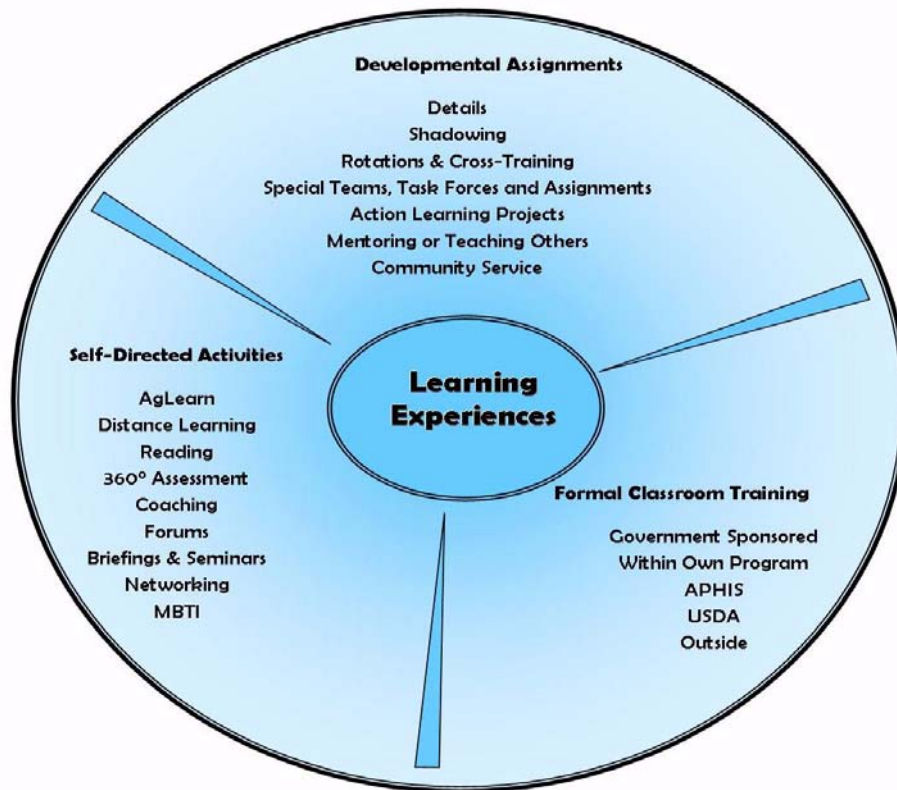 Developmental Assignments
Details
Shadowing
Rotations & Cross-Training
Special Teams, Task Forces and Assignments
Action Learning Projects
Mentoring or Teaching Others
Community Service
Learning
Experiences
Self-Directed Activities
AgLearn
Distance Learning
Reading
360° Assessment
Coaching
Forums
Briefings & Seminars
Networking
MBTI
Formal Classroom Training
Government Sponsored
Within Own Program
APHIS
USDA
Outside